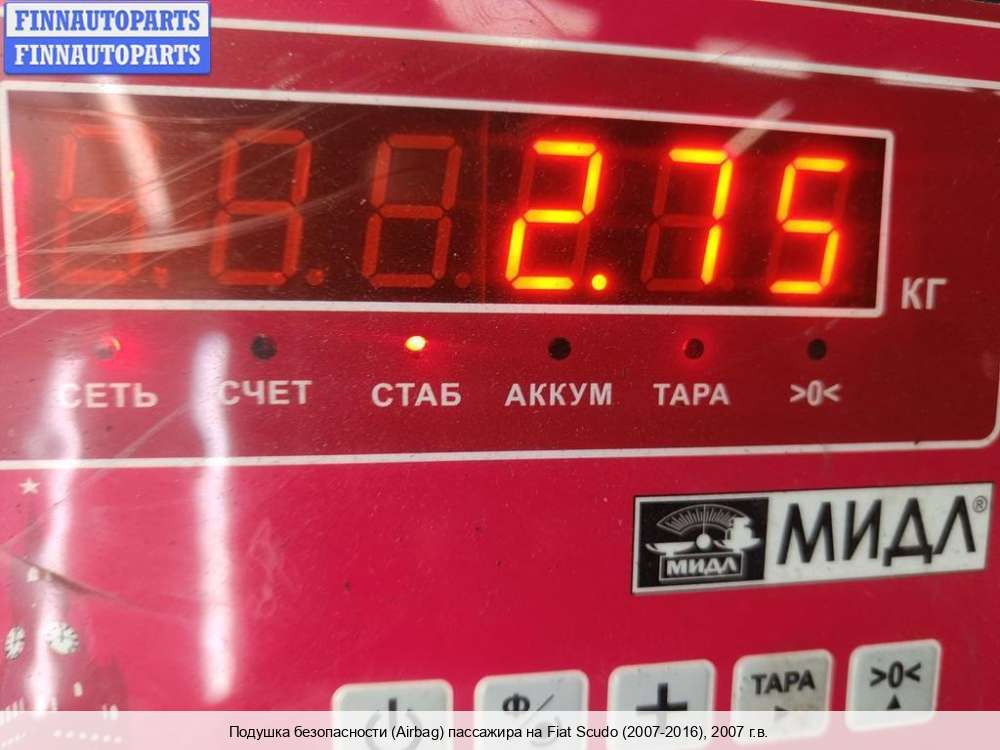 FINNAUTOPARTS
FINNAUTOPARTS
2.75
КГ
СЕТЬ СЧЕТ СТАБ АККУМ ТАРА >0<
МИДЛ МИДЛ®
Ф/ + ТАРА >0<
Подушка безопасности (Airbag) пассажира на Fiat Scudo (2007-2016), 2007 г.в.